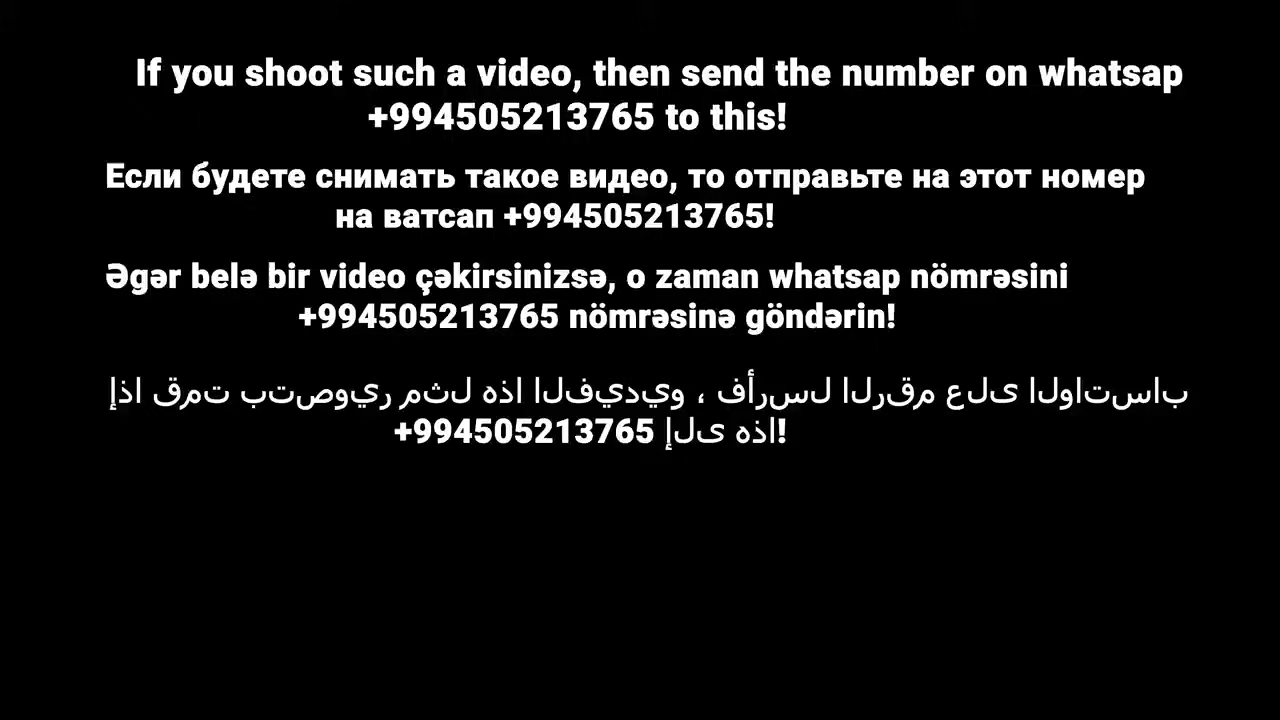 If you shoot such a video, then send the number on whatsap
+994505213765 to this!
Если будете снимать такое видео, то отправьте на этот номер
на ватсап +994505213765!
Əgər belə bir video çəkirsinizsə, o zaman whatsap nömrəsini
+994505213765 nömrəsinə göndərin!
إذا قمت بتصوير مثل هذا الفيديو ، فأرسل الرقم على الواتساب
+994505213765 إلى هذا!